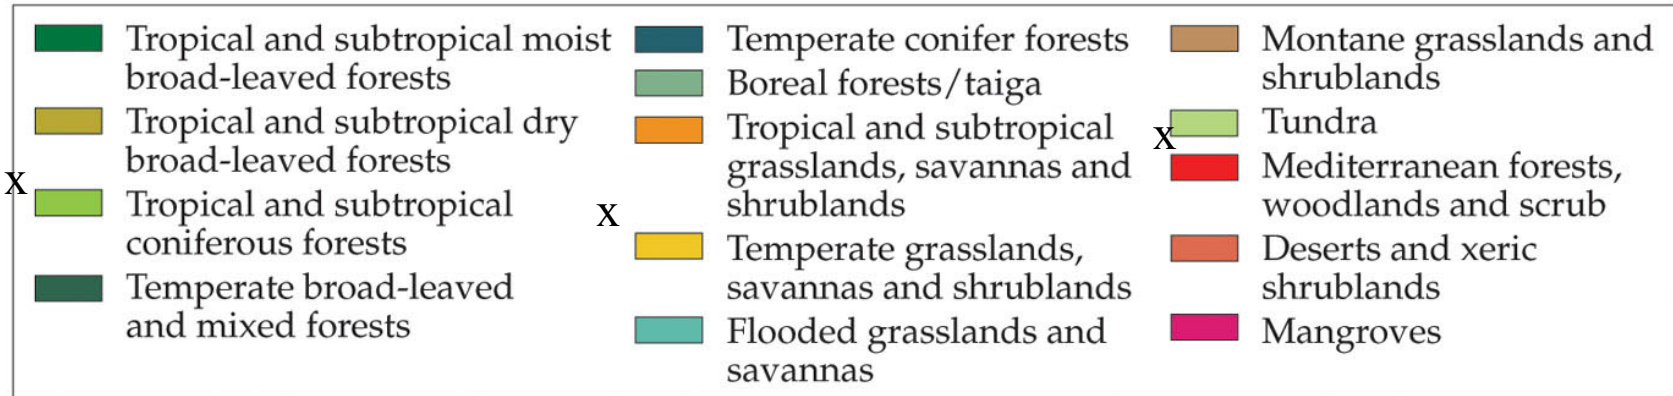 Tropical and subtropical moist
broad-leaved forests
Tropical and subtropical dry
broad-leaved forests
x
Tropical and subtropical
coniferous forests
Temperate broad-leaved
and mixed forests
Temperate conifer forests
Boreal forests/taiga
Tropical and subtropical
grasslands, savannas and
shrublands
x
Temperate grasslands,
savannas and shrublands
Flooded grasslands and
savannas
Montane grasslands and
shrublands
x
Tundra
Mediterranean forests,
woodlands and scrub
Deserts and xeric
shrublands
Mangroves